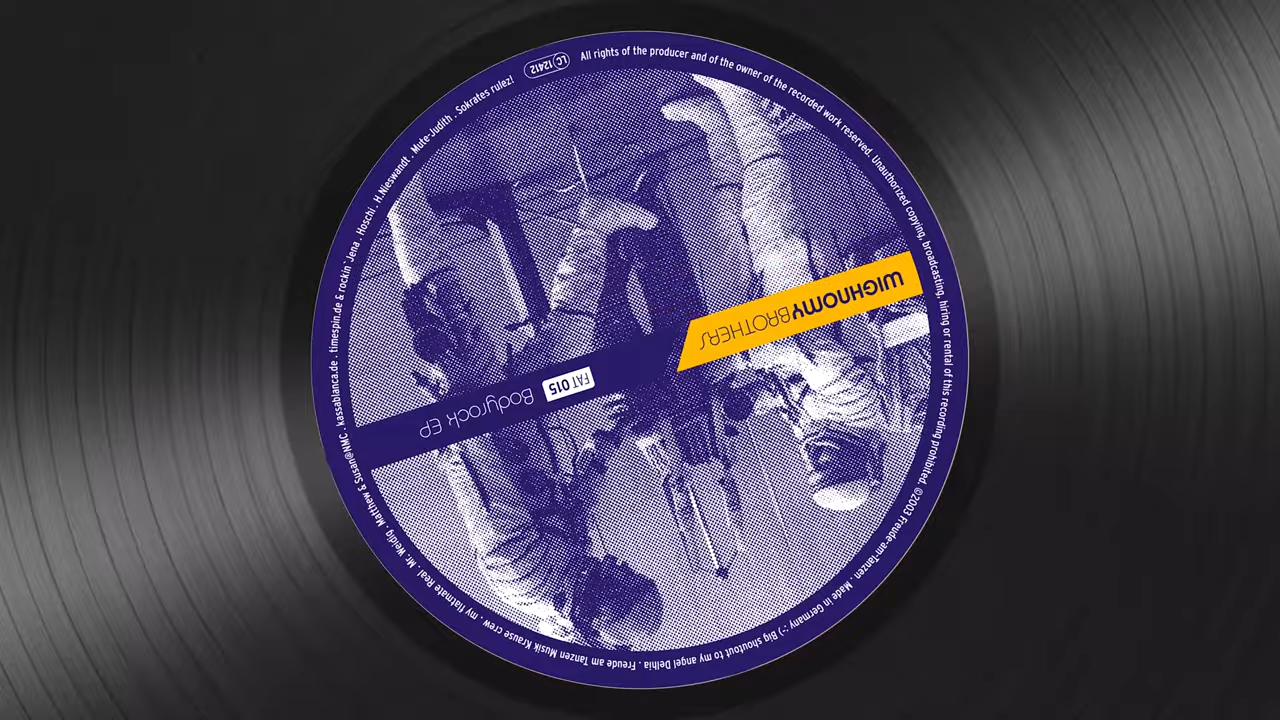 WIGHNOMYBROTHERS
FAT 015 Bodyrock EP
All rights of the producer and of the owner of the recorded work reserved. Unauthorized copying, broadcasting, hiring or rental of this recording prohibited. ©2003 Freude-am-Tanzen. Made in Germany :-) Big shoutout to my angel Delhia . Freude am Tanzen Musik Krause crew . my flatmate Real . Mr. Weidig . Matthew & Susan@NMC . kassablanca.de . timespin.de & rockin' Jena . Hoschi . H.Nieswandt . Mute-Judith . Sokrates rulez!
LC 12412